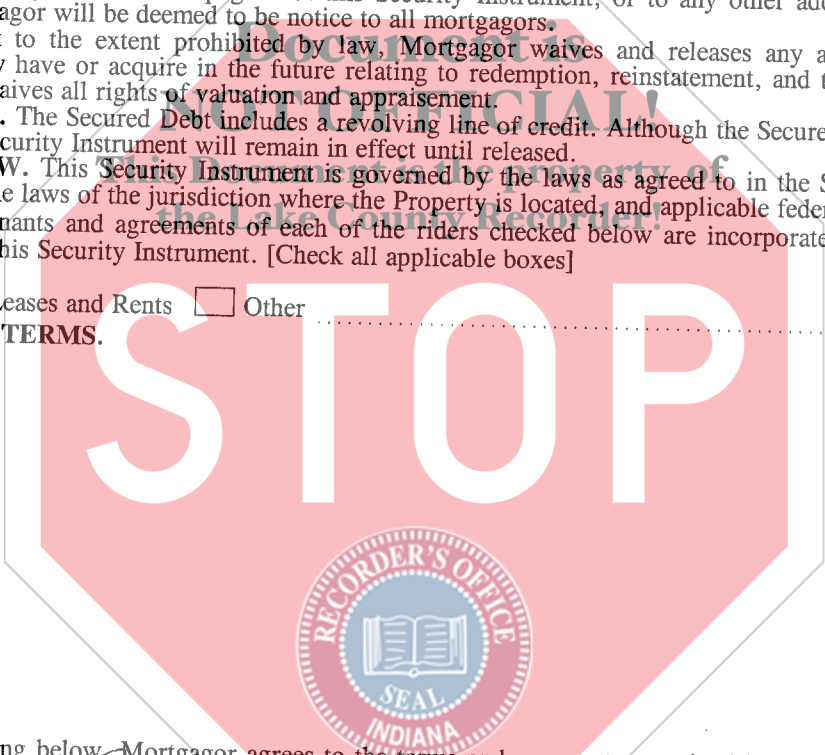 agor will be deemed to be notice to all mortgagors.
to the extent prohibited by law, Mortgagor waives and releases any
have or acquire in the future relating to redemption, reinstatement, and
aives all rights of valuation and appraisement.
. The Secured Debt includes a revolving line of credit. Although the Secure
curity Instrument will remain in effect until released.
W. This Security Instrument is governed by the laws as agreed to in the S
e laws of the jurisdiction where the Property is located, and applicable feder
nants and agreements of each of the riders checked below are incorporate
his Security Instrument. [Check all applicable boxes]
eases and Rents Other
TERMS.
Document is
NOT OFFICIAL!
This Document is the property of
the Lake County Recorder!
STOP
RECORDER'S OFFICE
SEAL
INDIANA
ng below, Mortgagor agrees to the terms